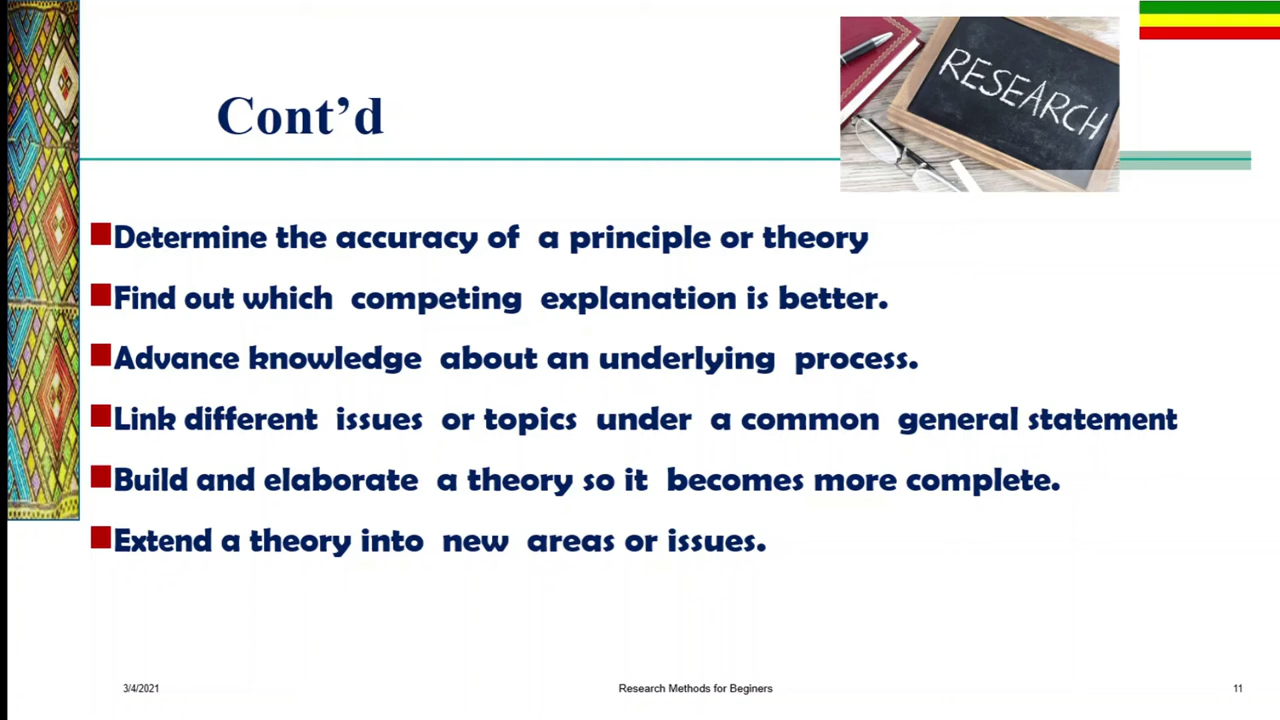 RESEARCH
Cont’d
Determine the accuracy of a principle or theory
Find out which competing explanation is better.
Advance knowledge about an underlying process.
Link different issues or topics under a common general statement
Build and elaborate a theory so it becomes more complete.
Extend a theory into new areas or issues.
3/4/2021
Research Methods for Beginers
11